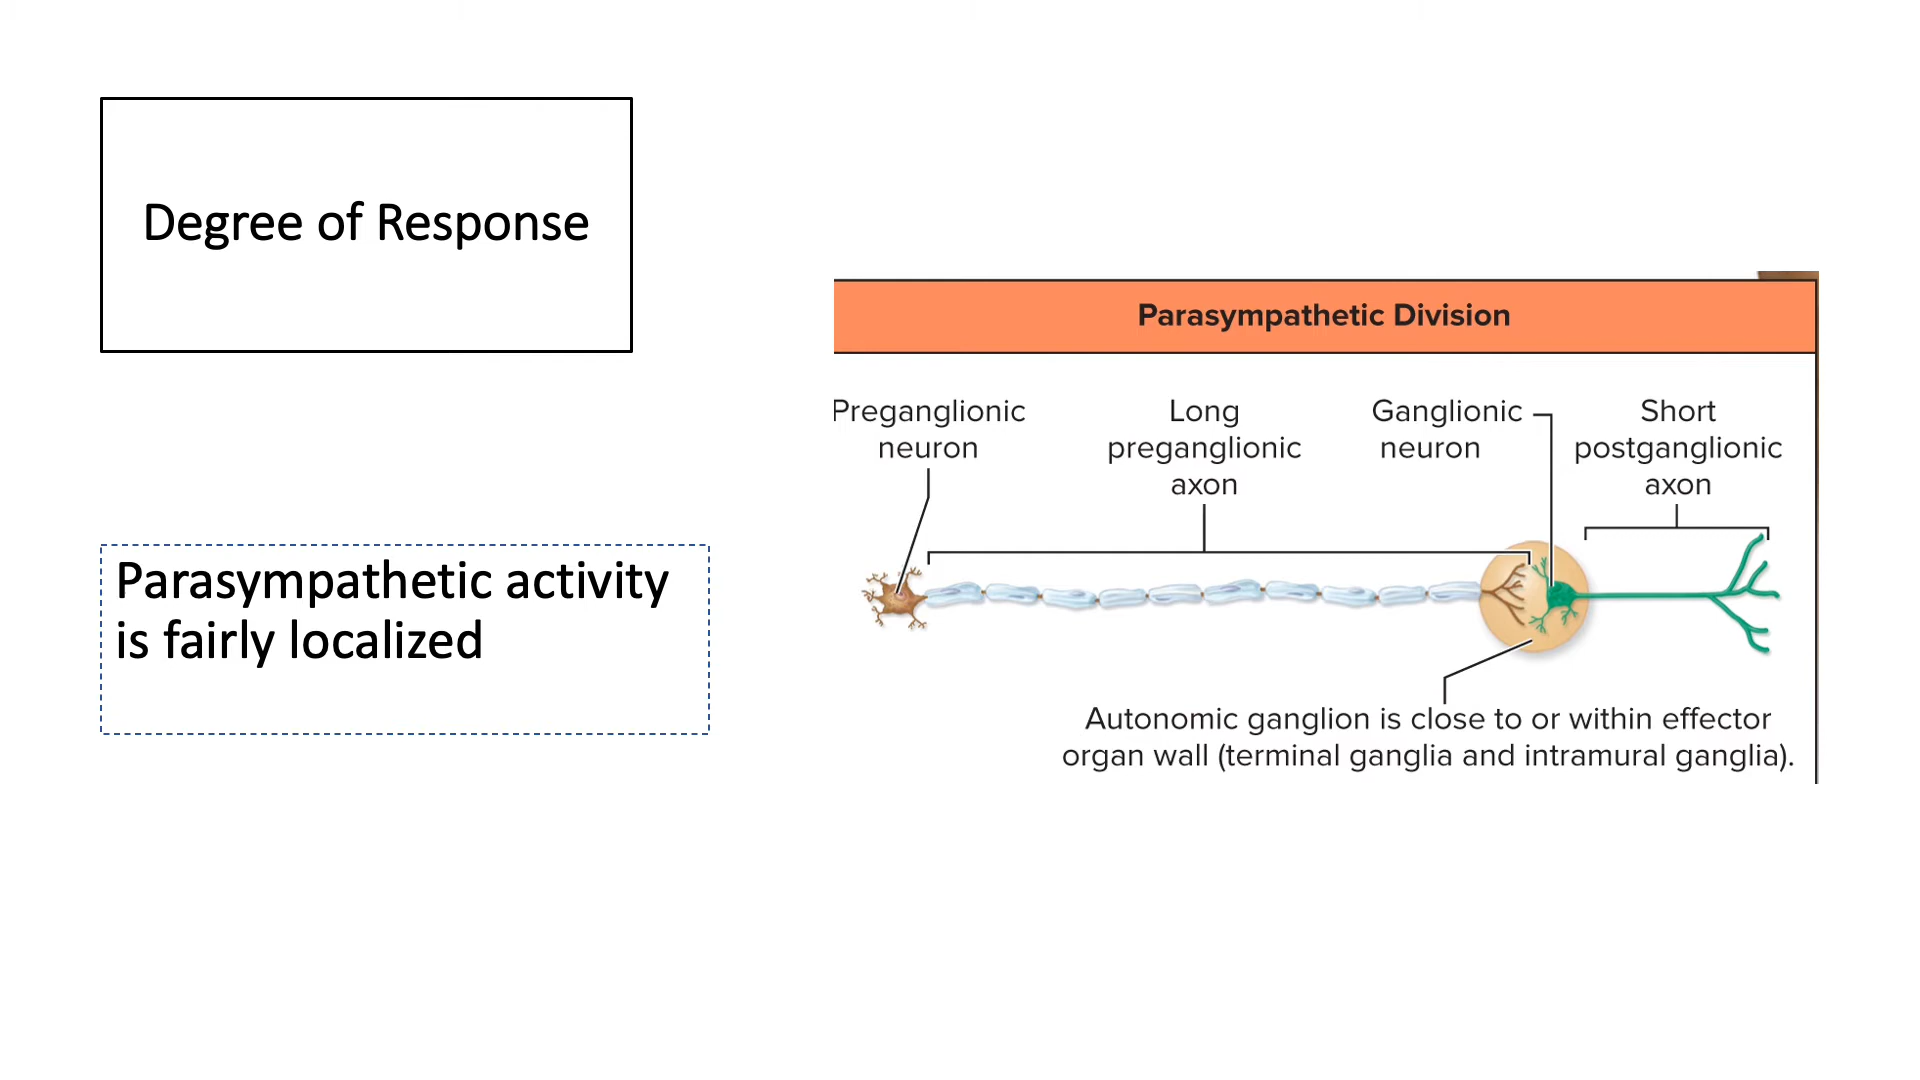 Degree of Response
Parasympathetic activity
is fairly localized
Parasympathetic Division
Preganglionic
neuron
Long
preganglionic
axon
Ganglionic
neuron
Short
postganglionic
axon
Autonomic ganglion is close to or within effector
organ wall (terminal ganglia and intramural ganglia).